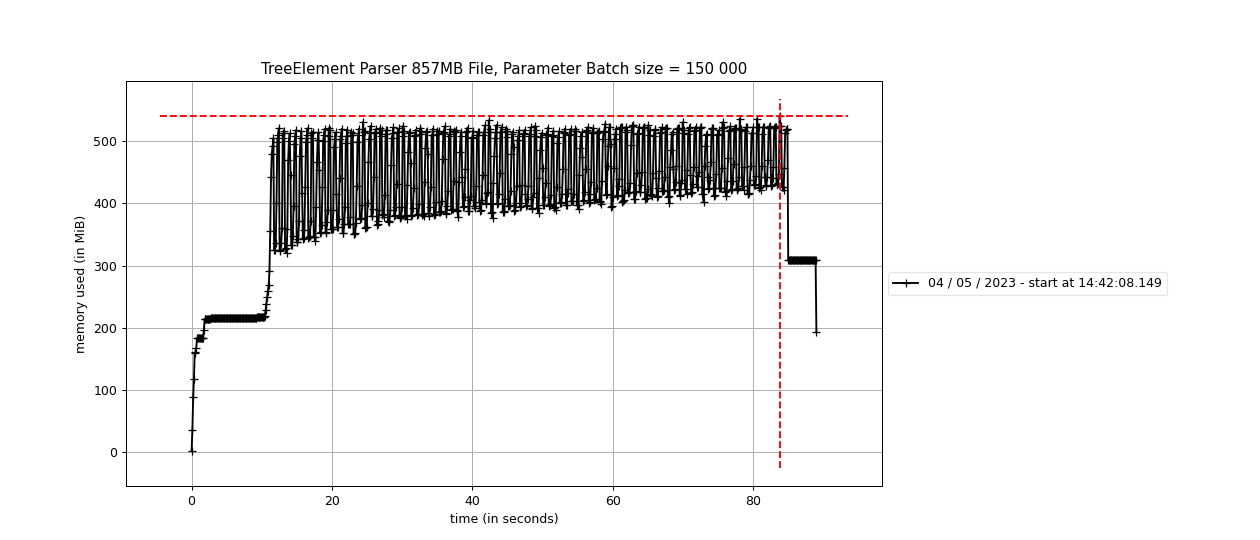 TreeElement Parser 857MB File, Parameter Batch size = 150 000
memory used (in MiB)
500
400
300
200
100
0
0 20 40 60 80
time (in seconds)
04 / 05 / 2023 - start at 14:42:08.149